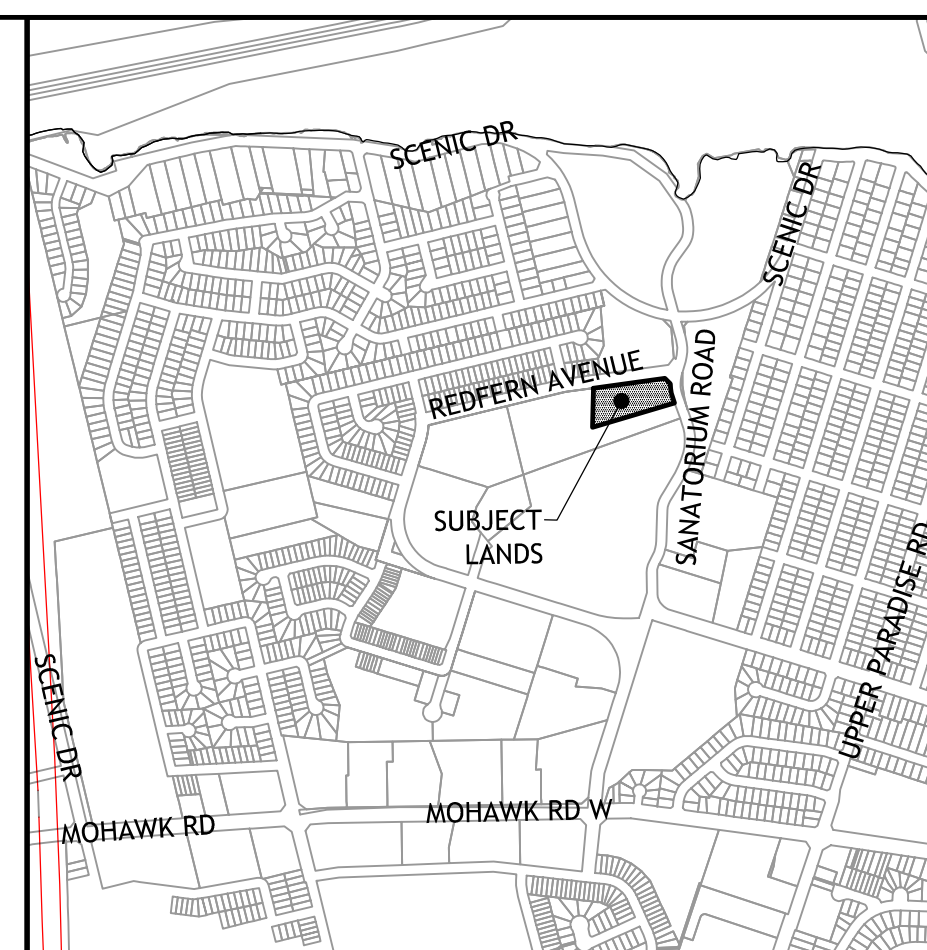 SCENIC DR
SCENIC DR
REDFERN AVENUE
SANATORIUM ROAD
SUBJECT
LANDS
UPPER PARADISE RD
SCENIC DR
MOHAWK RD
MOHAWK RD W